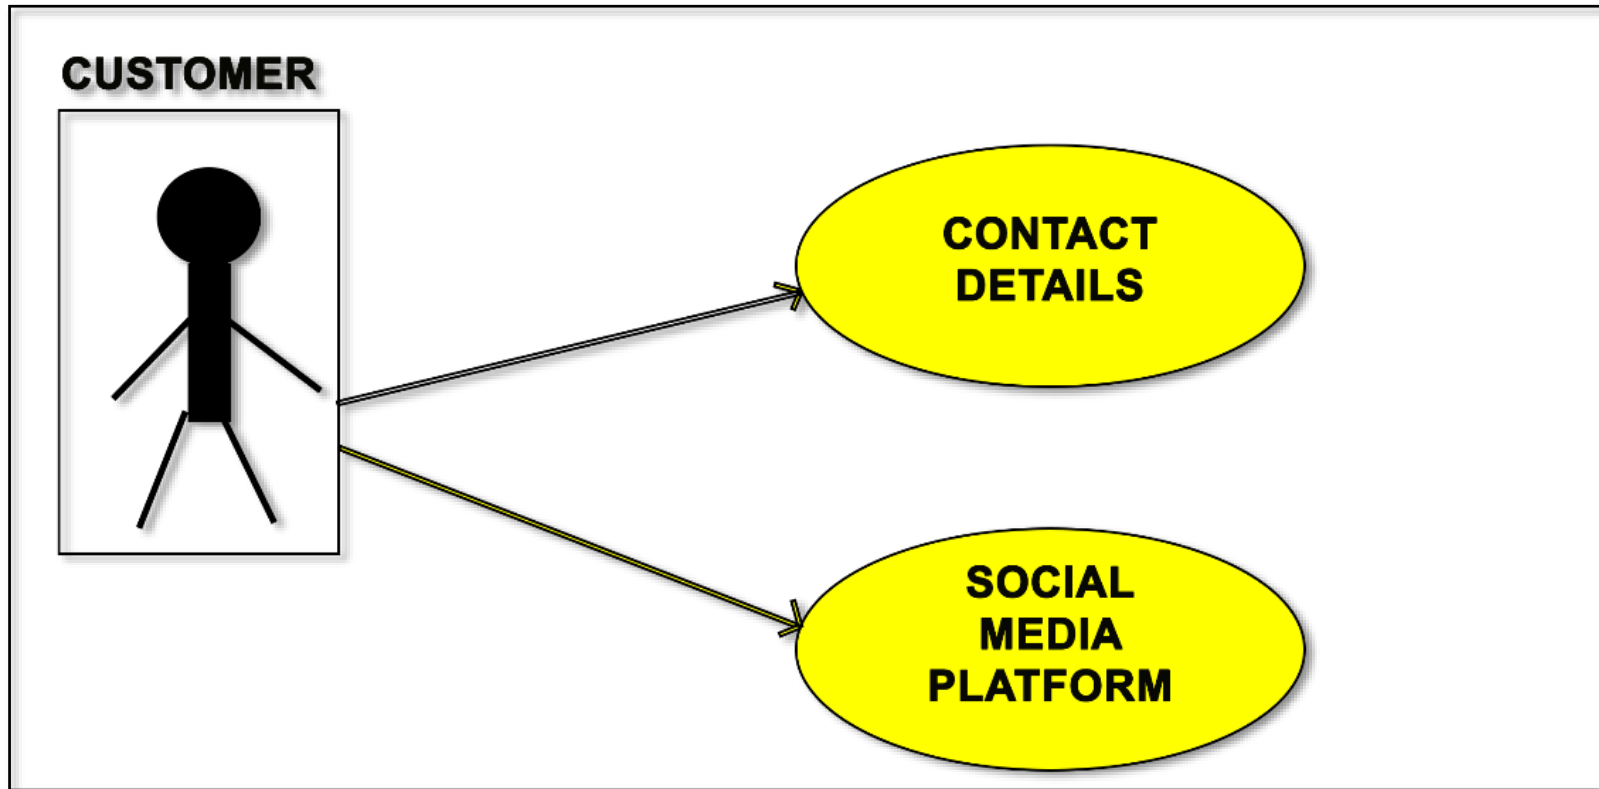 CUSTOMER
CONTACT
DETAILS
SOCIAL
MEDIA
PLATFORM